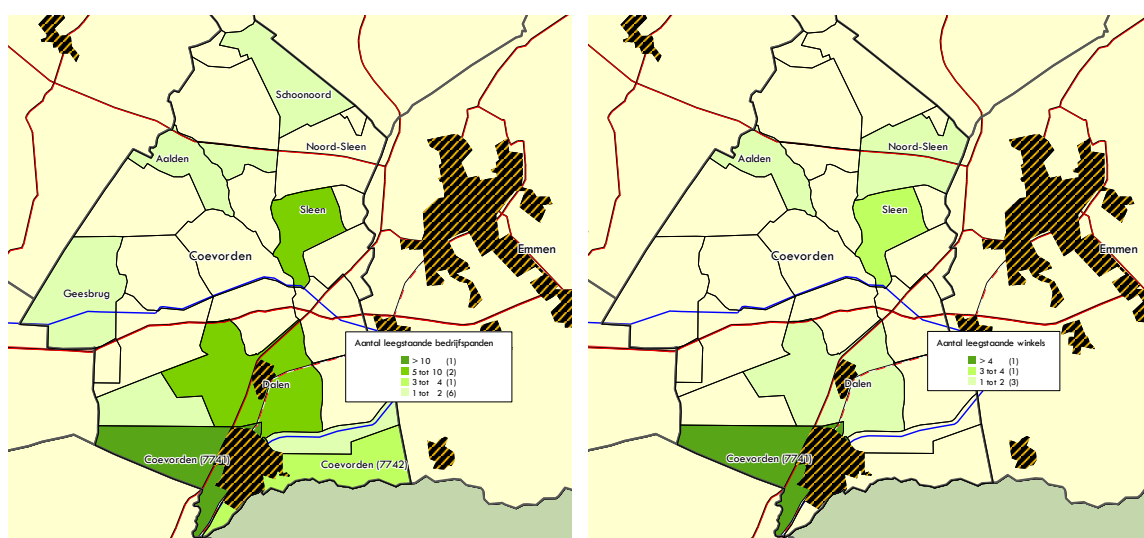 Schoonoord
Noord-Sleen
Aalden
Sleen
Coevorden
Emmen
Geesbrug
Aantal leegstaande bedrijfspanden
> 10 (1)
5 tot 10 (2)
3 tot 4 (1)
1 tot 2 (6)
Dalen
Coevorden (7741)
Coevorden (7742)
Noord-Sleen
Aalden
Sleen
Coevorden
Emmen
Aantal leegstaande winkels
> 4 (1)
3 tot 4 (1)
1 tot 2 (3)
Dalen
Coevorden (7741)